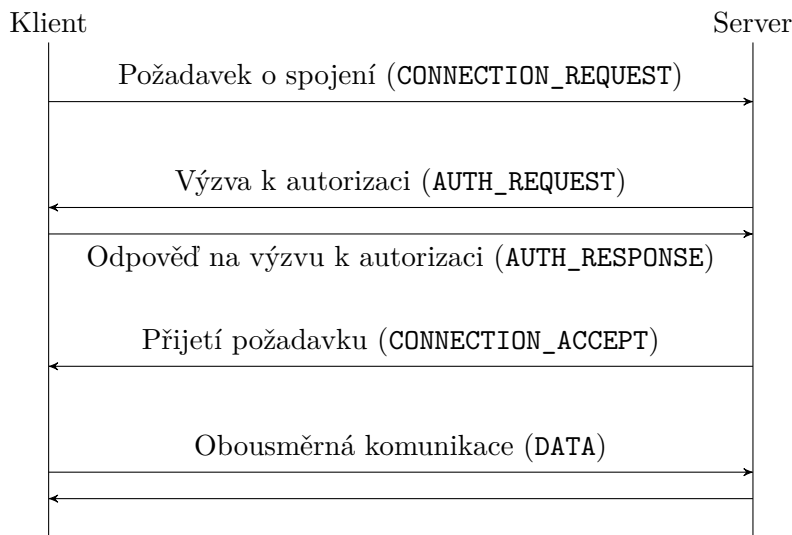 Klient
Server
Požadavek o spojení (CONNECTION_REQUEST)
Výzva k autorizaci (AUTH_REQUEST)
Odpověď na výzvu k autorizaci (AUTH_RESPONSE)
Přijetí požadavku (CONNECTION_ACCEPT)
Obousměrná komunikace (DATA)